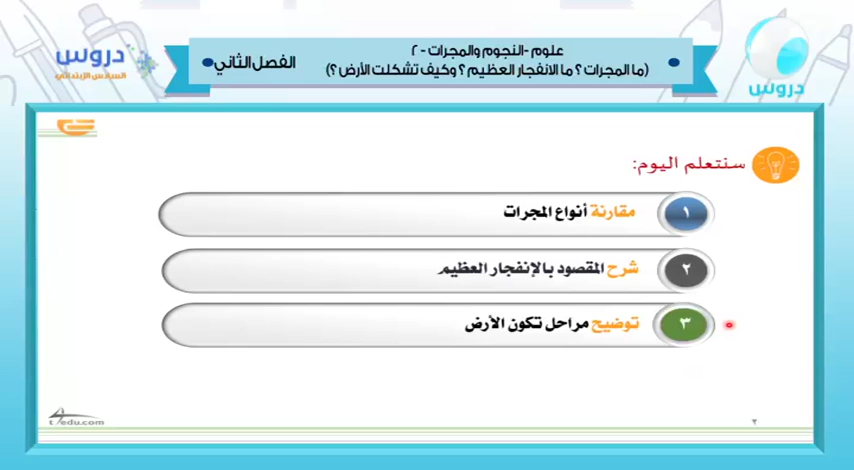 علوم -النجوم والمجرات - ٢
(ما المجرات ؟ ما الانفجار العظيم ؟ وكيف تشكلت الأرض ؟)
الفصل الثاني
دروس
السادس الإبتدائي
دروس
سنتعلم اليوم:
١ مقارنة أنواع المجرات
٢ شرح المقصود بالإنفجار العظيم
٣ توضيح مراحل تكون الأرض
t4edu.com
٢